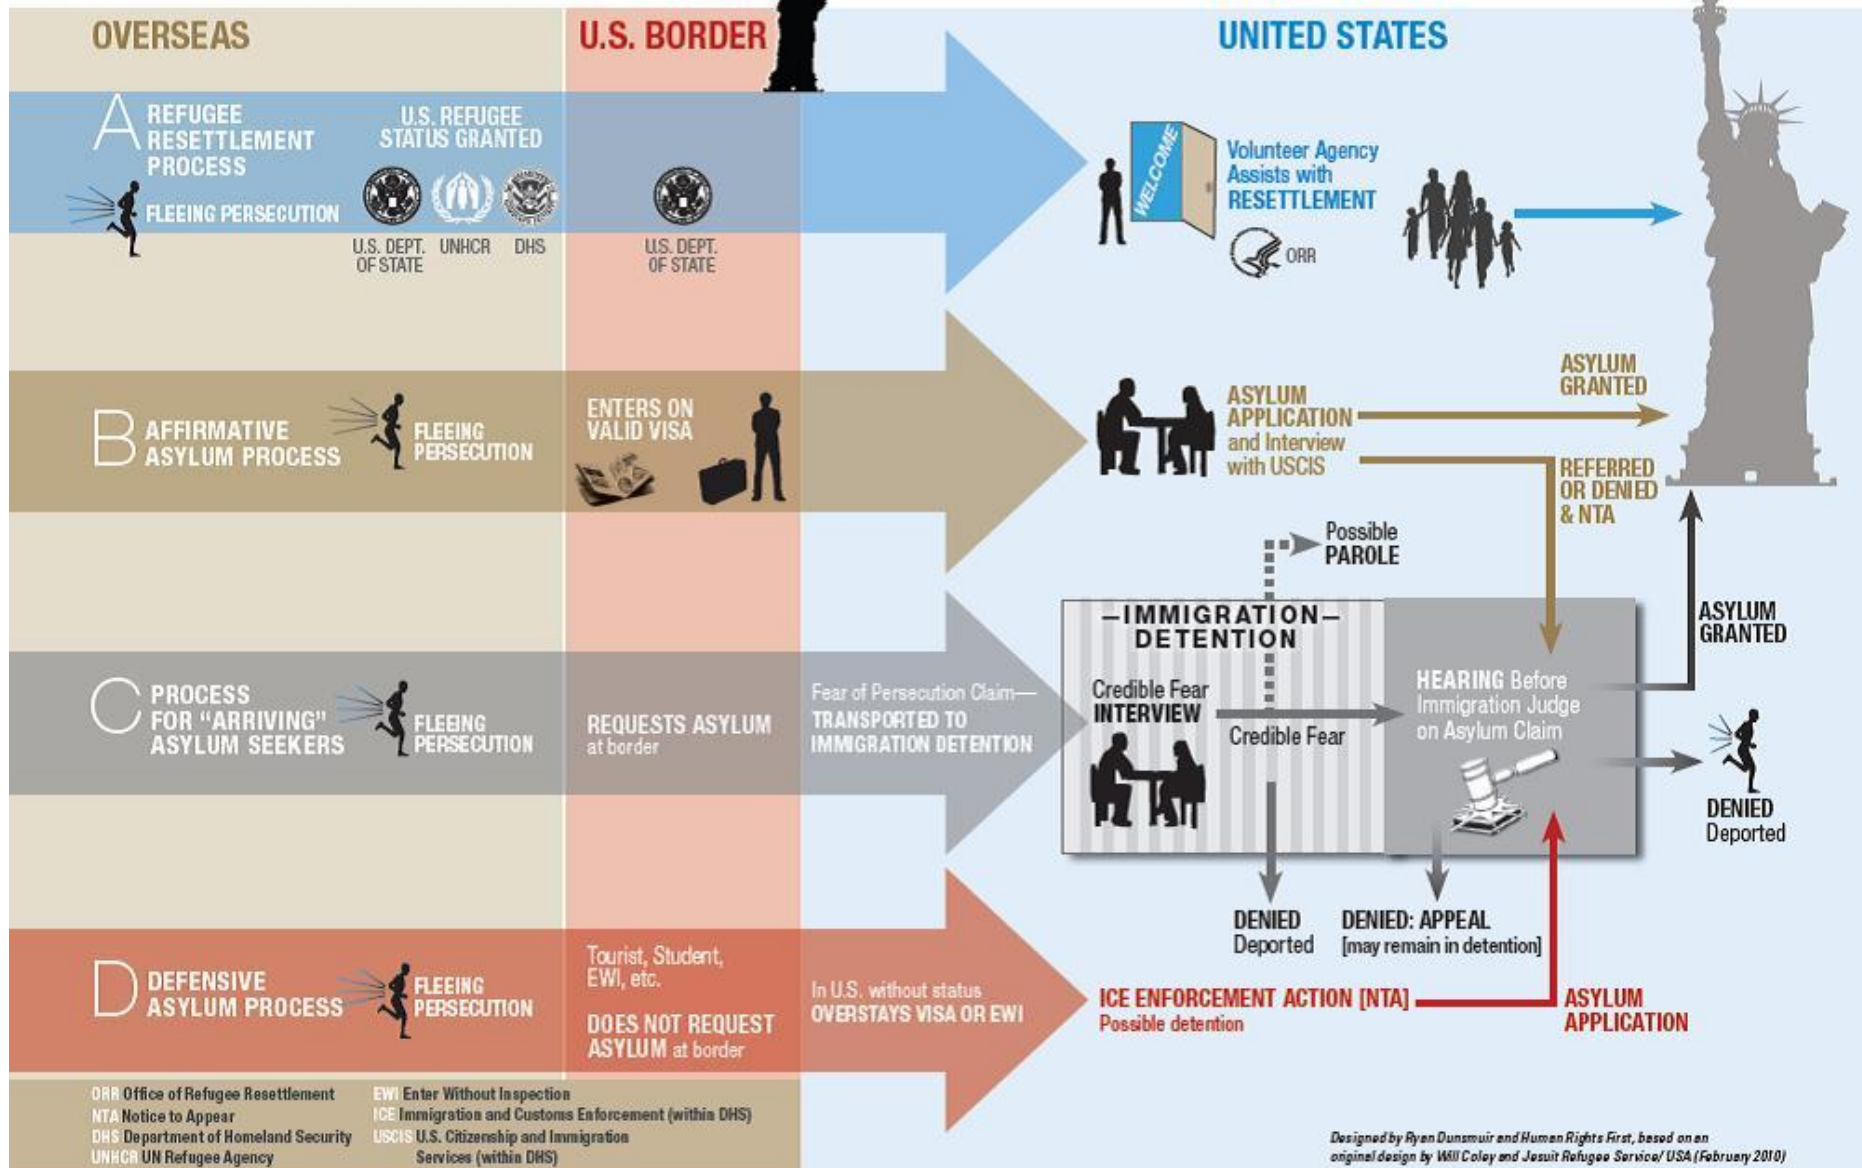 OVERSEAS
U.S. BORDER
UNITED STATES
A REFUGEE
RESETTLEMENT
PROCESS
FLEEING PERSECUTION
U.S. REFUGEE
STATUS GRANTED
U.S. DEPT.
OF STATE
UNHCR
DHS
U.S. DEPT.
OF STATE
WELCOME
Volunteer Agency
Assists with
RESETTLEMENT
ORR
B AFFIRMATIVE
ASYLUM PROCESS
FLEEING
PERSECUTION
ENTERS ON
VALID VISA
ASYLUM
APPLICATION
and Interview
with USCIS
ASYLUM
GRANTED
REFERRED
OR DENIED
& NTA
Possible
PAROLE
C PROCESS
FOR “ARRIVING”
ASYLUM SEEKERS
FLEEING
PERSECUTION
REQUESTS ASYLUM
at border
Fear of Persecution Claim—
TRANSPORTED TO
IMMIGRATION DETENTION
—IMMIGRATION—
DETENTION
Credible Fear
INTERVIEW
Credible Fear
HEARING Before
Immigration Judge
on Asylum Claim
ASYLUM
GRANTED
DENIED
Deported
DENIED
Deported
DENIED: APPEAL
[may remain in detention]
D DEFENSIVE
ASYLUM PROCESS
FLEEING
PERSECUTION
Tourist, Student,
EWI, etc.
DOES NOT REQUEST
ASYLUM at border
In U.S. without status
OVERSTAYS VISA OR EWI
ICE ENFORCEMENT ACTION [NTA]
Possible detention
ASYLUM
APPLICATION
ORR Office of Refugee Resettlement
NTA Notice to Appear
DHS Department of Homeland Security
UNHCR UN Refugee Agency
EWI Enter Without Inspection
ICE Immigration and Customs Enforcement (within DHS)
USCIS U.S. Citizenship and Immigration
Services (within DHS)
Designed by Ryan Dunsmuir and Human Rights First, based on an
original design by Will Coley and Jesuit Refugee Service/ USA (February 2010)